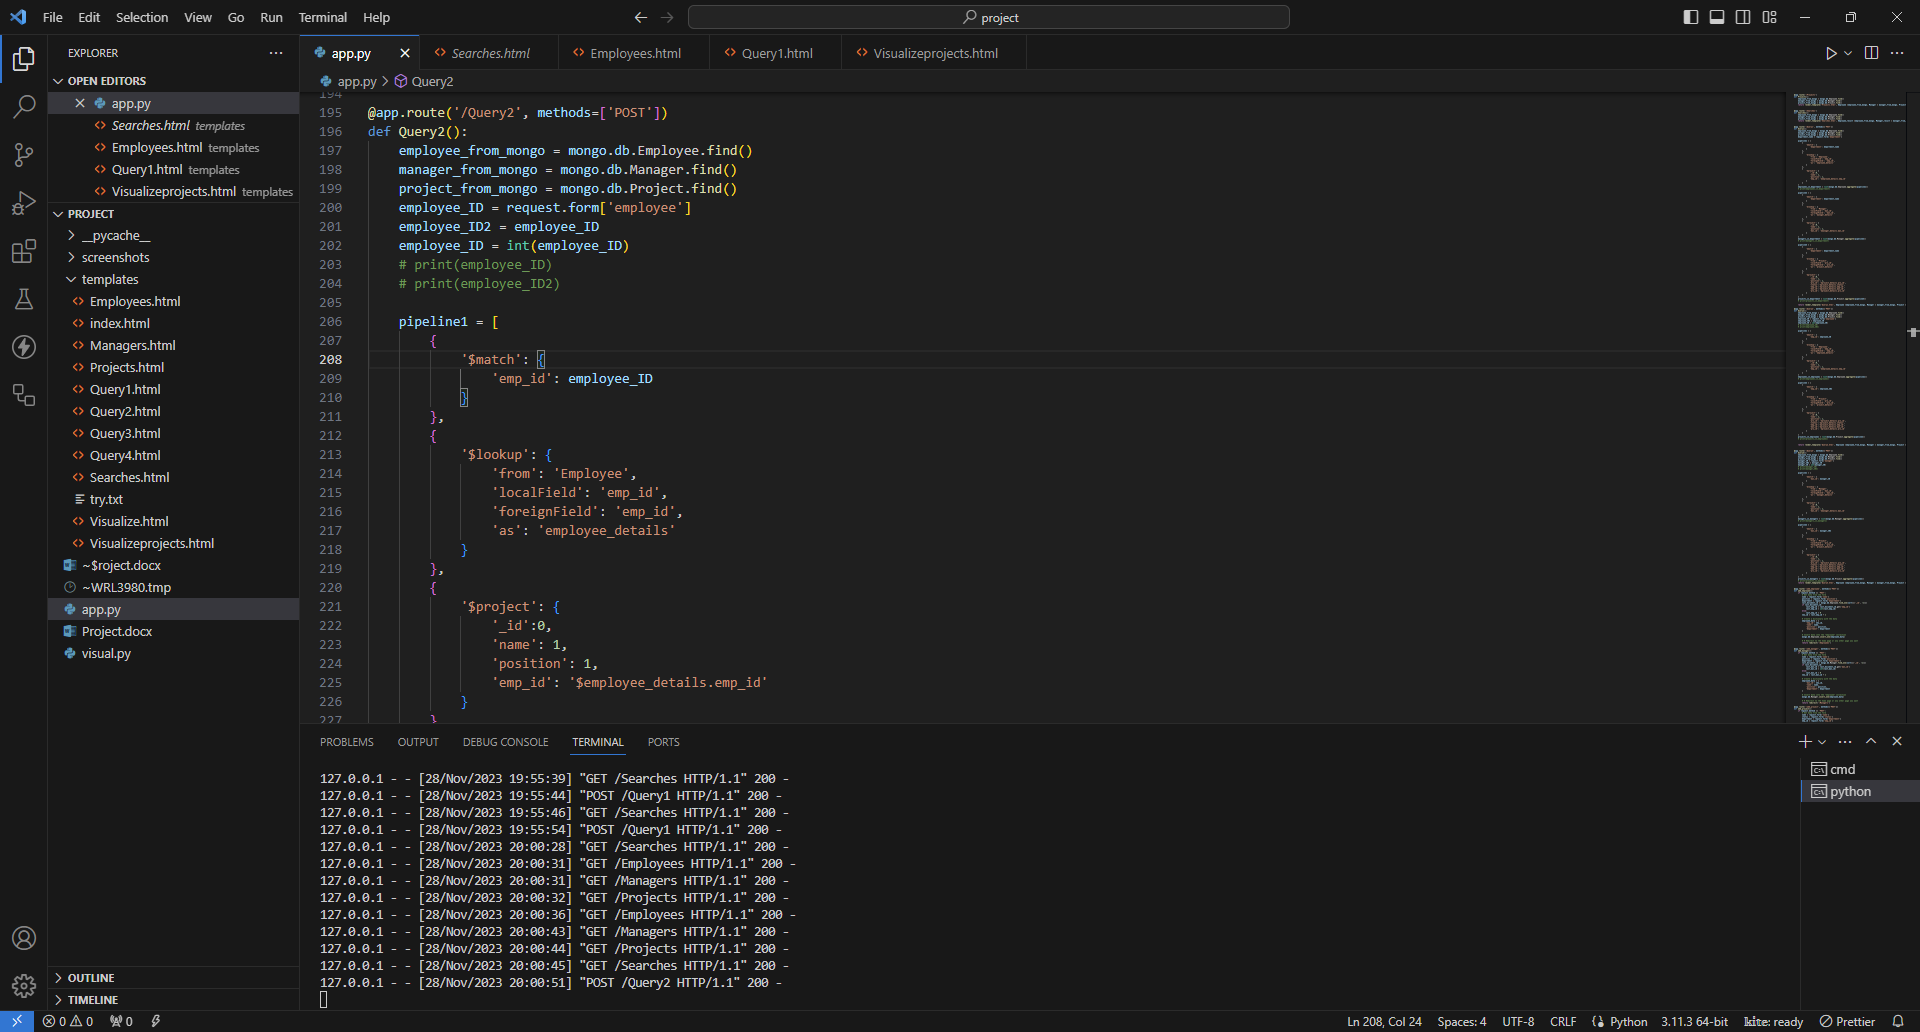 File Edit Selection View Go Run Terminal Help
project
EXPLORER
OPEN EDITORS
app.py
Searches.html templates
Employees.html templates
Query1.html templates
Visualizeprojects.html templates
PROJECT
__pycache__
screenshots
templates
Employees.html
index.html
Managers.html
Projects.html
Query1.html
Query2.html
Query3.html
Query4.html
Searches.html
try.txt
Visualize.html
Visualizeprojects.html
~$roject.docx
~WRL3980.tmp
app.py
Project.docx
visual.py
OUTLINE
TIMELINE
app.py Searches.html Employees.html Query1.html Visualizeprojects.html
app.py > Query2
194
195 @app.route('/Query2', methods=['POST'])
196 def Query2():
197 employee_from_mongo = mongo.db.Employee.find()
198 manager_from_mongo = mongo.db.Manager.find()
199 project_from_mongo = mongo.db.Project.find()
200 employee_ID = request.form['employee']
201 employee_ID2 = employee_ID
202 employee_ID = int(employee_ID)
203 # print(employee_ID)
204 # print(employee_ID2)
205
206 pipeline1 = [
207 {
208 '$match': {
209 'emp_id': employee_ID
210 }
211 },
212 {
213 '$lookup': {
214 'from': 'Employee',
215 'localField': 'emp_id',
216 'foreignField': 'emp_id',
217 'as': 'employee_details'
218 }
219 },
220 {
221 '$project': {
222 '_id':0,
223 'name': 1,
224 'position': 1,
225 'emp_id': '$employee_details.emp_id'
226 }
227 }
PROBLEMS OUTPUT DEBUG CONSOLE TERMINAL PORTS
127.0.0.1 - - [28/Nov/2023 19:55:39] "GET /Searches HTTP/1.1" 200 -
127.0.0.1 - - [28/Nov/2023 19:55:44] "POST /Query1 HTTP/1.1" 200 -
127.0.0.1 - - [28/Nov/2023 19:55:46] "GET /Searches HTTP/1.1" 200 -
127.0.0.1 - - [28/Nov/2023 19:55:54] "POST /Query1 HTTP/1.1" 200 -
127.0.0.1 - - [28/Nov/2023 20:00:28] "GET /Searches HTTP/1.1" 200 -
127.0.0.1 - - [28/Nov/2023 20:00:31] "GET /Employees HTTP/1.1" 200 -
127.0.0.1 - - [28/Nov/2023 20:00:31] "GET /Managers HTTP/1.1" 200 -
127.0.0.1 - - [28/Nov/2023 20:00:32] "GET /Projects HTTP/1.1" 200 -
127.0.0.1 - - [28/Nov/2023 20:00:36] "GET /Employees HTTP/1.1" 200 -
127.0.0.1 - - [28/Nov/2023 20:00:43] "GET /Managers HTTP/1.1" 200 -
127.0.0.1 - - [28/Nov/2023 20:00:44] "GET /Projects HTTP/1.1" 200 -
127.0.0.1 - - [28/Nov/2023 20:00:45] "GET /Searches HTTP/1.1" 200 -
127.0.0.1 - - [28/Nov/2023 20:00:51] "POST /Query2 HTTP/1.1" 200 -
cmd
python
0 0 0
Ln 208, Col 24 Spaces: 4 UTF-8 CRLF Python 3.11.3 64-bit kite: ready Prettier